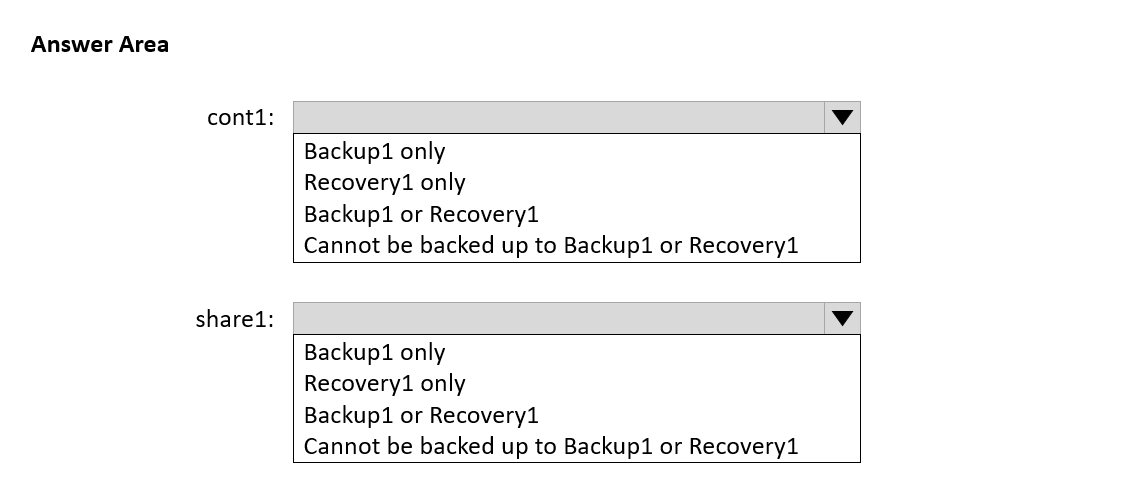 Answer Area
cont1:
Backup1 only
Recovery1 only
Backup1 or Recovery1
Cannot be backed up to Backup1 or Recovery1
share1:
Backup1 only
Recovery1 only
Backup1 or Recovery1
Cannot be backed up to Backup1 or Recovery1